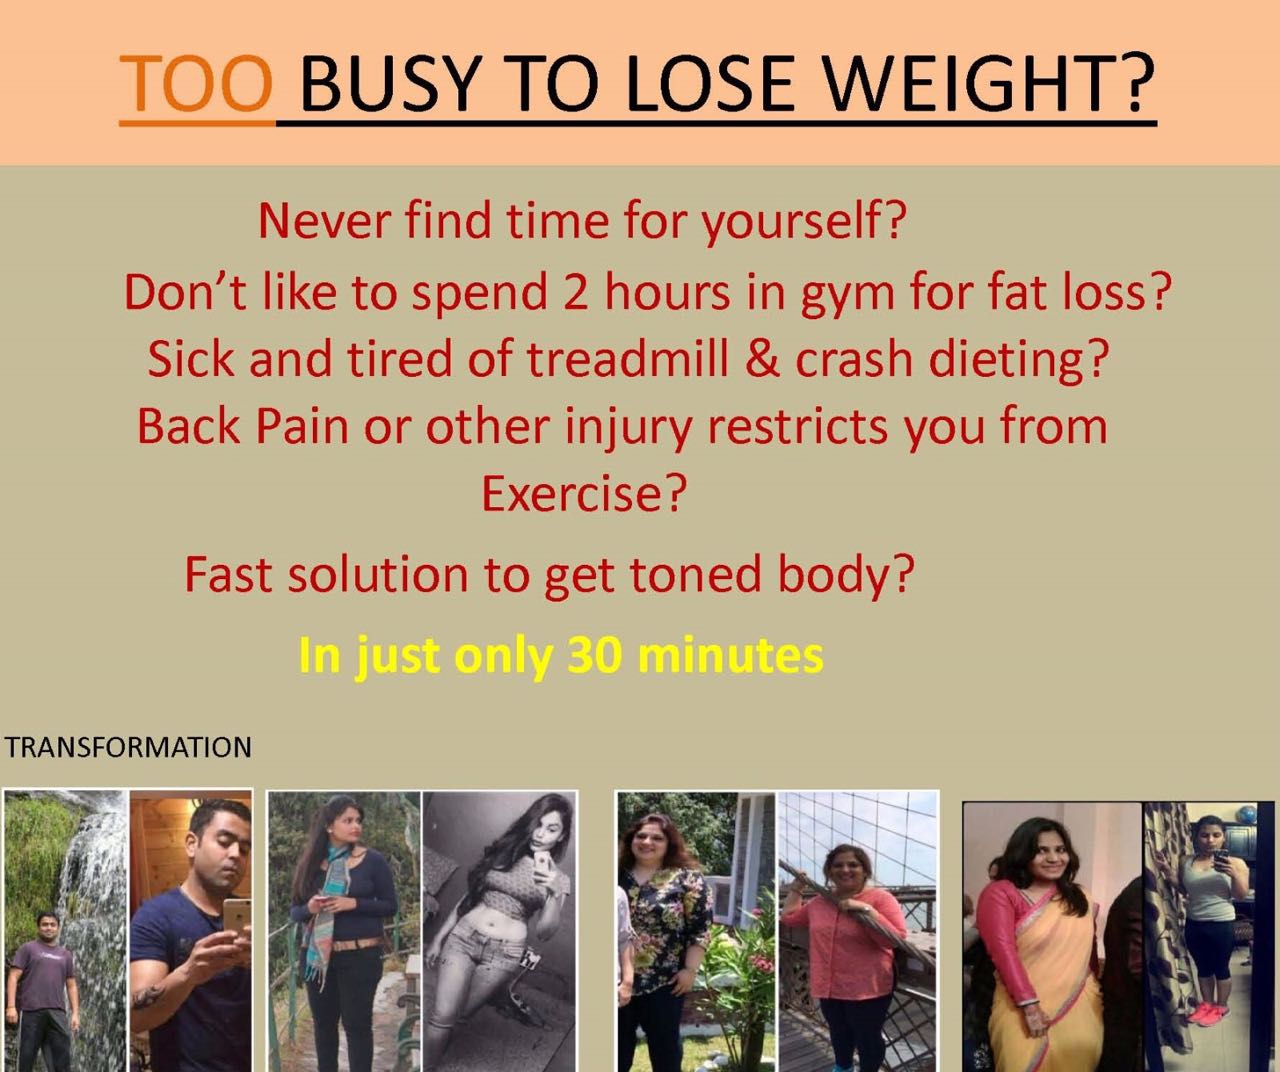 TOO BUSY TO LOSE WEIGHT?
Never find time for yourself?
Don’t like to spend 2 hours in gym for fat loss?
Sick and tired of treadmill & crash dieting?
Back Pain or other injury restricts you from
Exercise?
Fast solution to get toned body?
In just only 30 minutes
TRANSFORMATION